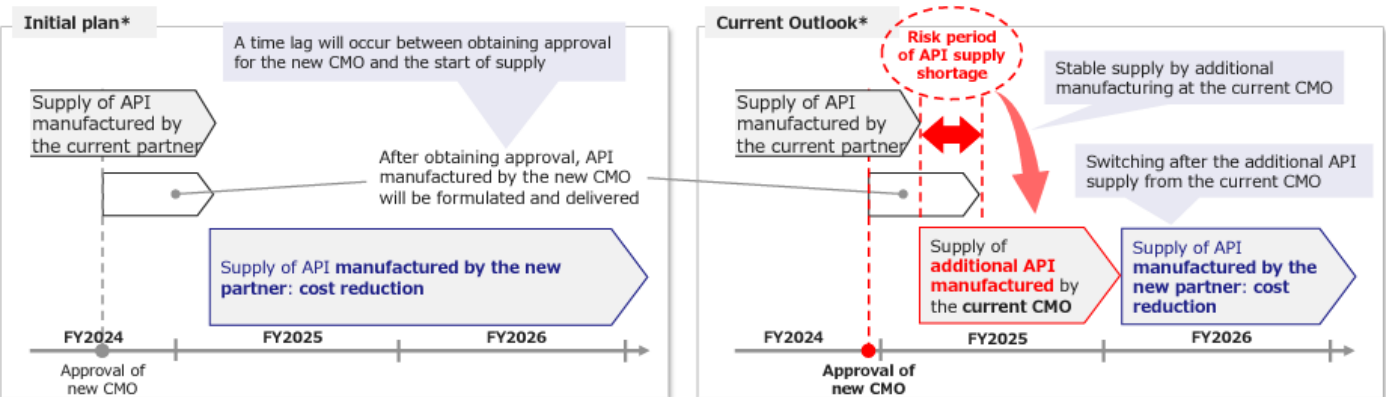 Initial plan*
A time lag will occur between obtaining approval
for the new CMO and the start of supply
Supply of API
manufactured by
the current partner
After obtaining approval, API
manufactured by the new CMO
will be formulated and delivered
Supply of API manufactured by the new
partner: cost reduction
FY2024
FY2025
FY2026
Approval of
new CMO
Current Outlook*
Risk period
of API supply
shortage
Stable supply by additional
manufacturing at the current CMO
Supply of API
manufactured by
the current partner
Switching after the additional API
supply from the current CMO
Supply of
additional API
manufactured by
the current CMO
Supply of API
manufactured by the
new partner: cost
reduction
FY2024
FY2025
FY2026
Approval of
new CMO